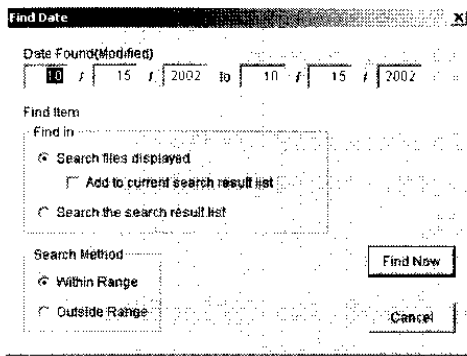 Find Date X
Date Found(Modified)
10 / 15 / 2002 to 10 / 15 / 2002
Find Item
Find in
Search files displayed
Add to current search result list
Search the search result list
Search Method
Within Range
Outside Range
Find Now
Cancel